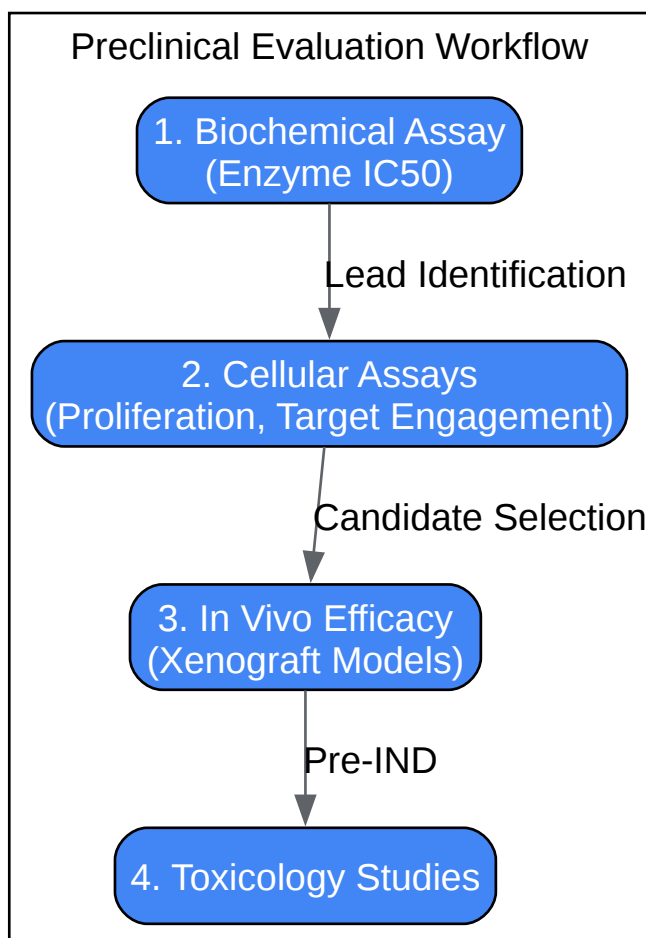 Preclinical Evaluation Workflow
1. Biochemical Assay
(Enzyme IC50)
Lead Identification
2. Cellular Assays
(Proliferation, Target Engagement)
Candidate Selection
3. In Vivo Efficacy
(Xenograft Models)
Pre-IND
4. Toxicology Studies